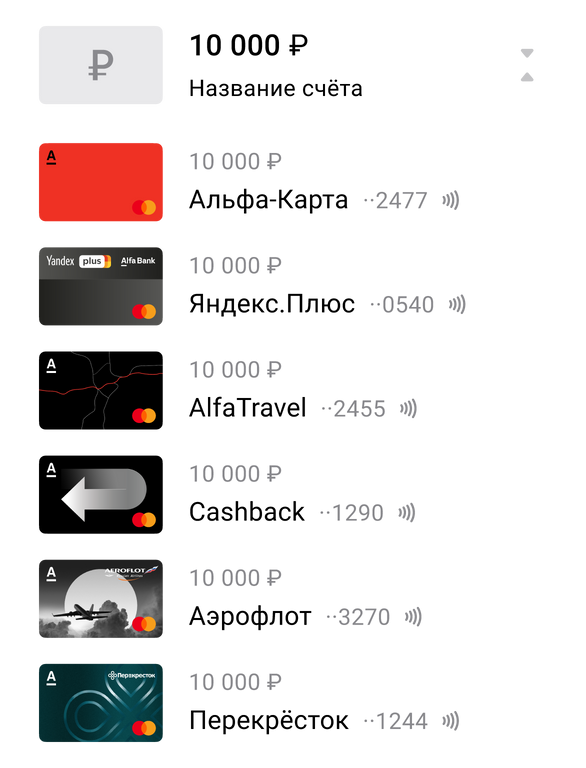 ₽
10 000 ₽
Название счёта
A
10 000 ₽
Альфа-Карта ··2477
Yandex plus Alfa Bank
10 000 ₽
Яндекс.Плюс ··0540
A
10 000 ₽
AlfaTravel ··2455
A
10 000 ₽
Cashback ··1290
A
AEROFLOT
10 000 ₽
Аэрофлот ··3270
A
Перекресток
10 000 ₽
Перекрёсток ··1244